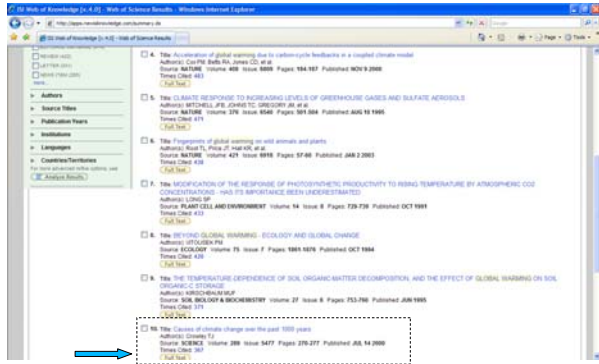 ISI Web of Knowledge [v.4.0] - Web of Science Results - Windows Internet Explorer
ISI Web of Knowledge [v.4.0] - Web of Science Results
Page
Tools
REVIEW
LETTER
more...
Authors
Source Titles
Publication Years
Institutions
Languages
Countries/Territories
For more advanced refine options, use
Analyze Results
4. Title: Acceleration of global warming due to carbon-cycle feedbacks in a coupled climate model
Author(s): Cox PM, Betts RA, Jones CD, et al.
Source: NATURE Volume: 408 Issue: 6809 Pages: 184-187 Published: NOV 9 2000
Times Cited: 483
Full Text
5. Title: CLIMATE RESPONSE TO INCREASING LEVELS OF GREENHOUSE GASES AND SULFATE AEROSOLS
Author(s): MITCHELL JFB, JOHNS TC, GREGORY JM, et al.
Source: NATURE Volume: 376 Issue: 6540 Pages: 501-504 Published: AUG 10 1995
Times Cited: 471
Full Text
6. Title: Fingerprints of global warming on wild animals and plants
Author(s): Root TL, Price JT, Hall KR, et al.
Source: NATURE Volume: 421 Issue: 6918 Pages: 57-60 Published: JAN 2 2003
Times Cited: 438
Full Text
7. Title: MODIFICATION OF THE RESPONSE OF PHOTOSYNTHETIC PRODUCTIVITY TO RISING TEMPERATURE BY ATMOSPHERIC CO2
CONCENTRATIONS - HAS ITS IMPORTANCE BEEN UNDERESTIMATED
Author(s): LONG SP
Source: PLANT CELL AND ENVIRONMENT Volume: 14 Issue: 8 Pages: 729-739 Published: OCT 1991
Times Cited: 433
Full Text
8. Title: BEYOND GLOBAL WARMING - ECOLOGY AND GLOBAL CHANGE
Author(s): VITOUSEK PM
Source: ECOLOGY Volume: 75 Issue: 7 Pages: 1861-1876 Published: OCT 1994
Times Cited: 420
Full Text
9. Title: THE TEMPERATURE-DEPENDENCE OF SOIL ORGANIC-MATTER DECOMPOSITION, AND THE EFFECT OF GLOBAL WARMING ON SOIL
ORGANIC-C STORAGE
Author(s): KIRSCHBAUM MUF
Source: SOIL BIOLOGY & BIOCHEMISTRY Volume: 27 Issue: 6 Pages: 753-760 Published: JUN 1995
Times Cited: 371
Full Text
10. Title: Causes of climate change over the past 1000 years
Author(s): Crowley TJ
Source: SCIENCE Volume: 289 Issue: 5477 Pages: 270-277 Published: JUL 14 2000
Times Cited: 367
Full Text